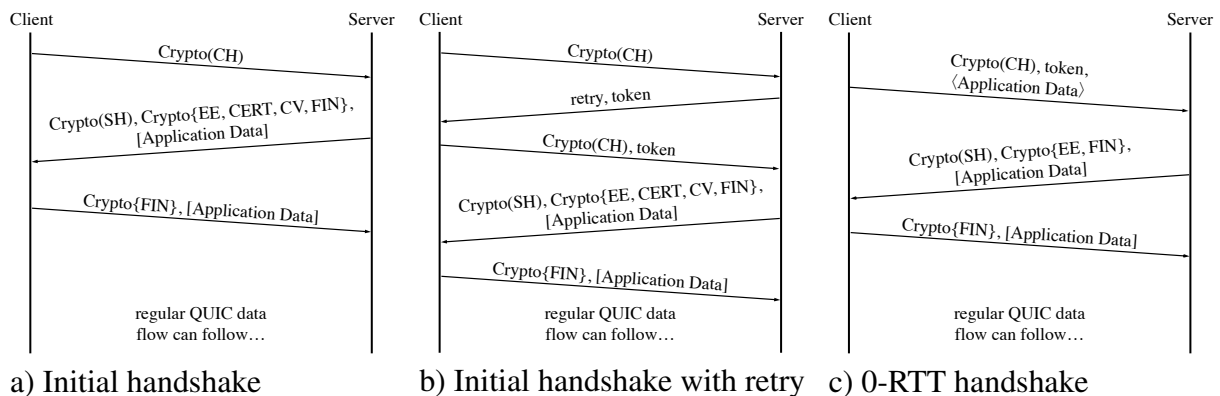 Client
Server
Crypto(CH)
Crypto(SH), Crypto{EE, CERT, CV, FIN},
[Application Data]
Crypto{FIN}, [Application Data]
regular QUIC data
flow can follow…
a) Initial handshake
Client
Server
Crypto(CH)
retry, token
Crypto(CH), token
Crypto(SH), Crypto{EE, CERT, CV, FIN},
[Application Data]
Crypto{FIN}, [Application Data]
regular QUIC data
flow can follow…
b) Initial handshake with retry
Client
Server
Crypto(CH), token,
⟨Application Data⟩
Crypto(SH), Crypto{EE, FIN},
[Application Data]
Crypto{FIN}, [Application Data]
regular QUIC data
flow can follow…
c) 0-RTT handshake